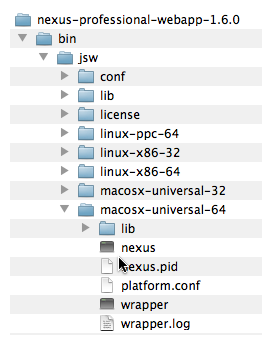 nexus-professional-webapp-1.6.0
bin
jsw
conf
lib
license
linux-ppc-64
linux-x86-32
linux-x86-64
macosx-universal-32
macosx-universal-64
lib
nexus
nexus.pid
platform.conf
wrapper
wrapper.log